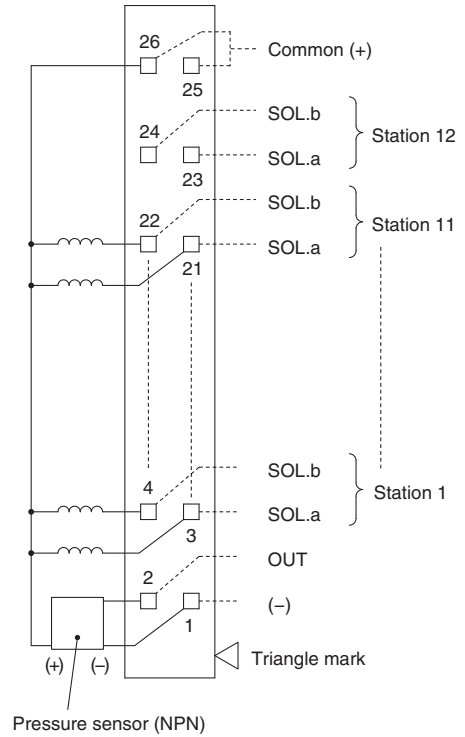 26
Common (+)
25
SOL.b
24
Station 12
SOL.a
23
SOL.b
22
Station 11
SOL.a
21
SOL.b
4
Station 1
SOL.a
3
OUT
2
(–)
1
Triangle mark
(+) (–)
Pressure sensor (NPN)